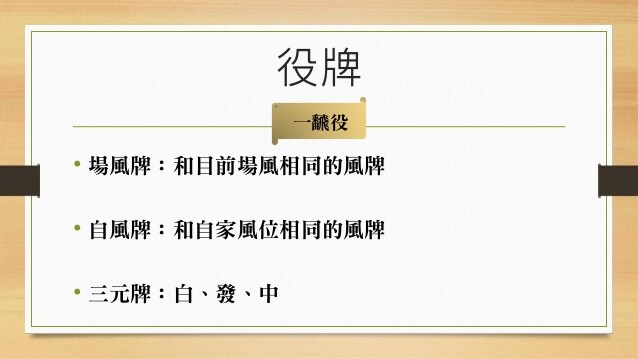 役牌
一飜役
• 場風牌：和目前場風相同的風牌
• 自風牌：和自家風位相同的風牌
• 三元牌：白、發、中